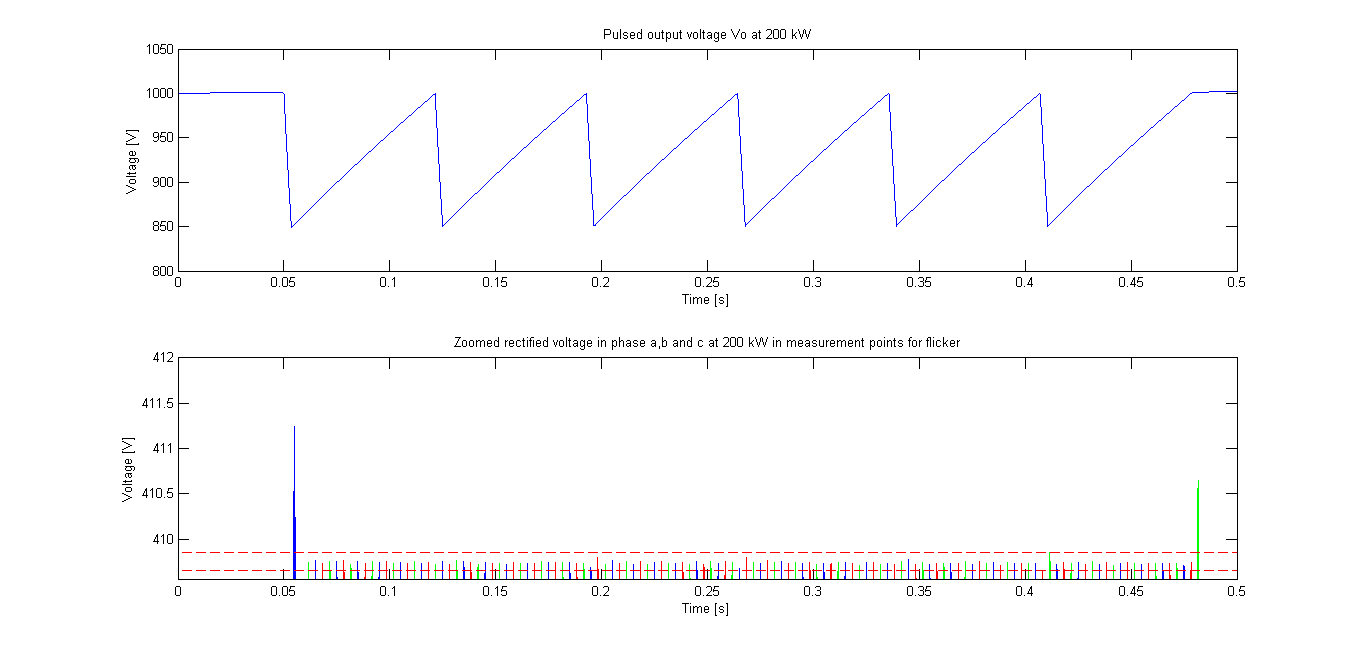 Pulsed output voltage Vo at 200 kW
1050
1000
950
900
850
800
Voltage [V]
0 0.05 0.1 0.15 0.2 0.25 0.3 0.35 0.4 0.45 0.5
Time [s]
Zoomed rectified voltage in phase a,b and c at 200 kW in measurement points for flicker
412
411.5
411
410.5
410
Voltage [V]
0 0.05 0.1 0.15 0.2 0.25 0.3 0.35 0.4 0.45 0.5
Time [s]